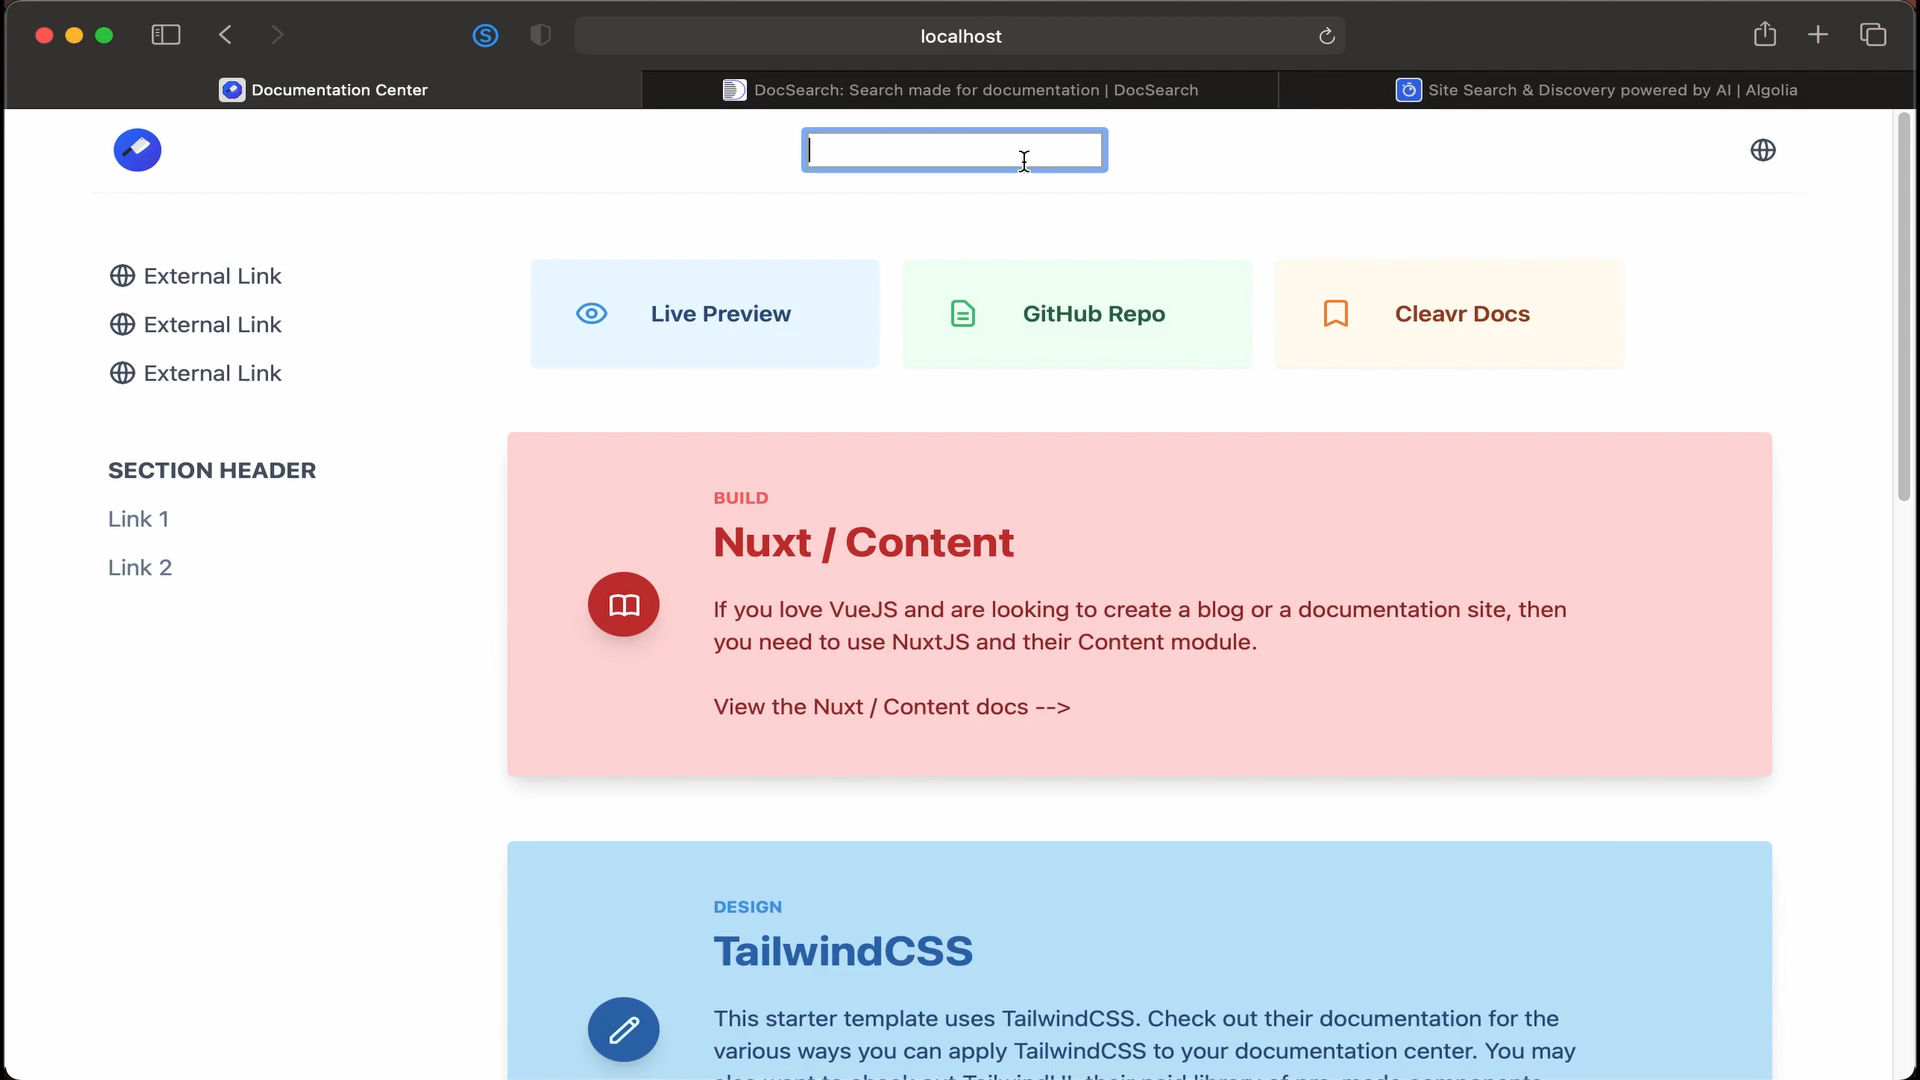 localhost
Documentation Center
DocSearch: Search made for documentation | DocSearch
Site Search & Discovery powered by AI | Algolia
External Link
External Link
External Link
SECTION HEADER
Link 1
Link 2
Live Preview
GitHub Repo
Cleavr Docs
BUILD
Nuxt / Content
If you love VueJS and are looking to create a blog or a documentation site, then
you need to use NuxtJS and their Content module.
View the Nuxt / Content docs -->
DESIGN
TailwindCSS
This starter template uses TailwindCSS. Check out their documentation for the
various ways you can apply TailwindCSS to your documentation center. You may